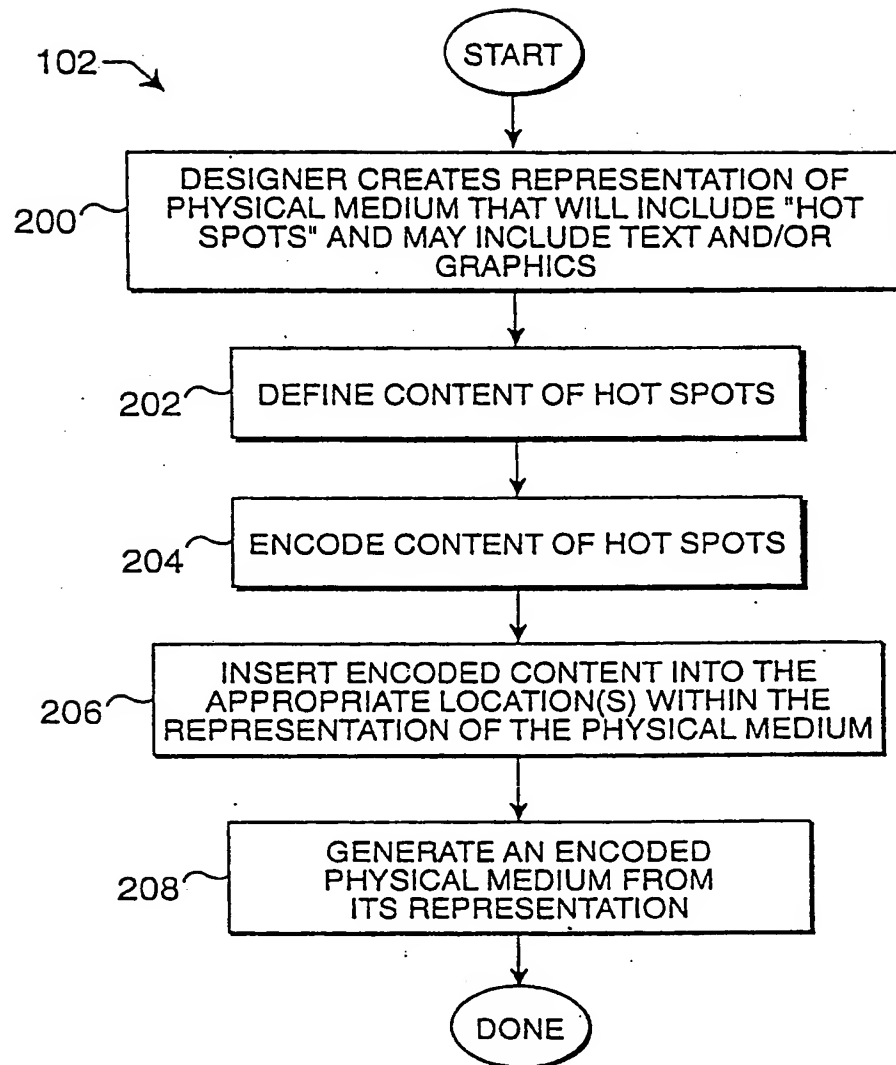 102
START
DESIGNER CREATES REPRESENTATION OF
PHYSICAL MEDIUM THAT WILL INCLUDE "HOT
SPOTS" AND MAY INCLUDE TEXT AND/OR
GRAPHICS
200
DEFINE CONTENT OF HOT SPOTS
202
ENCODE CONTENT OF HOT SPOTS
204
INSERT ENCODED CONTENT INTO THE
APPROPRIATE LOCATION(S) WITHIN THE
REPRESENTATION OF THE PHYSICAL MEDIUM
206
GENERATE AN ENCODED
PHYSICAL MEDIUM FROM
ITS REPRESENTATION
208
DONE